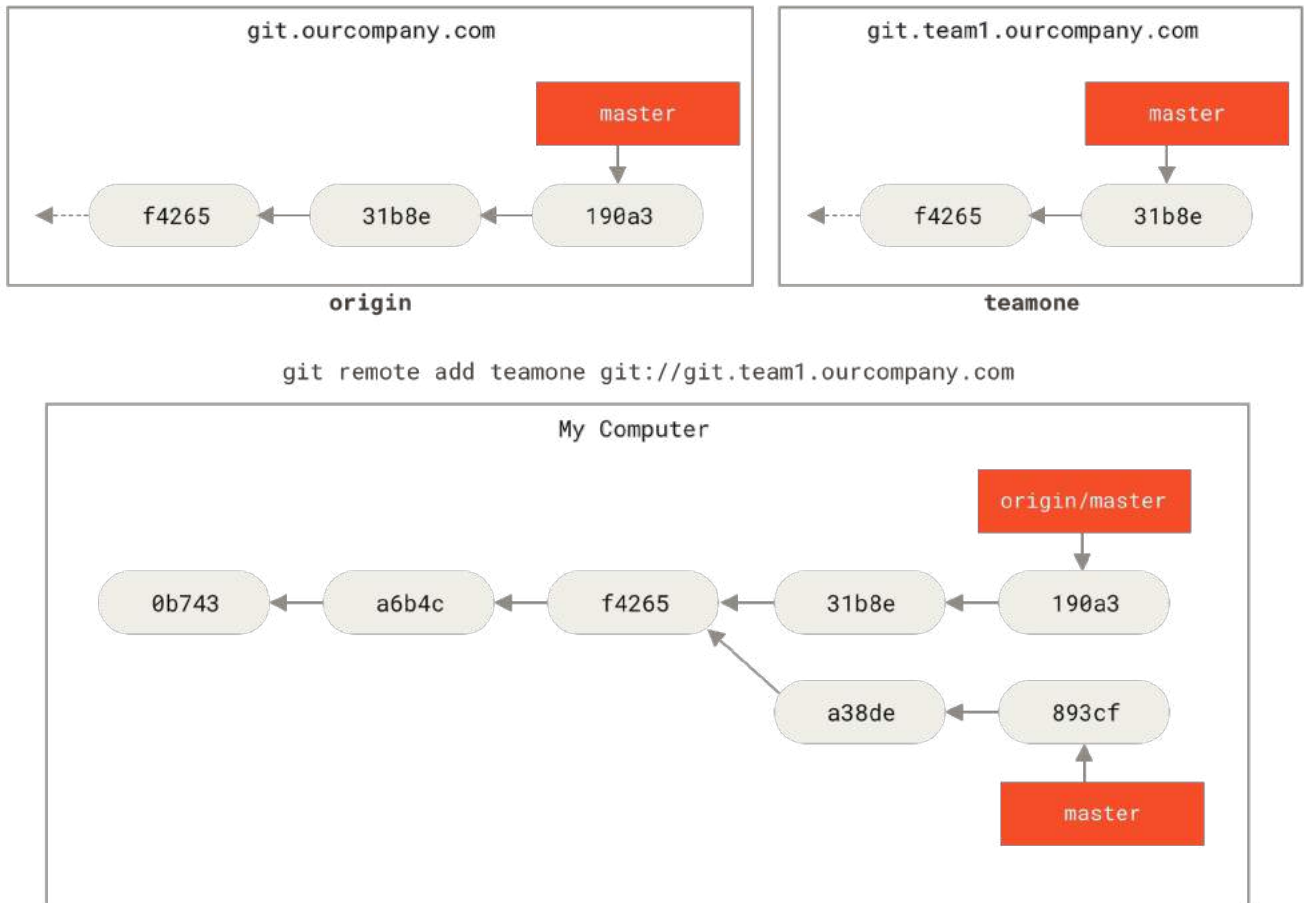 git.ourcompany.com
master
f4265 31b8e 190a3
origin
git.team1.ourcompany.com
master
f4265 31b8e
teamone
git remote add teamone git://git.team1.ourcompany.com
My Computer
origin/master
0b743 a6b4c f4265 31b8e 190a3
a38de 893cf
master